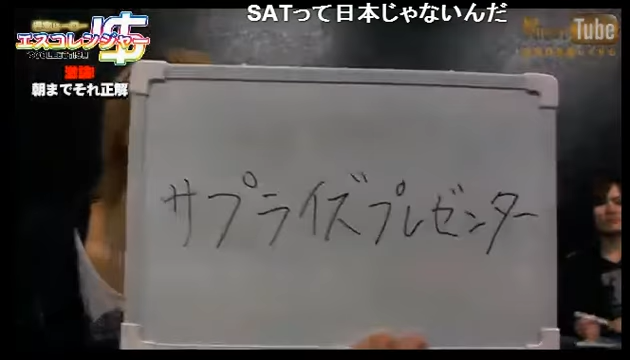 SATって日本じゃないんだ
エスコレンジャー
激論!
朝までそれ正解
Tube
サプライズプレゼンター